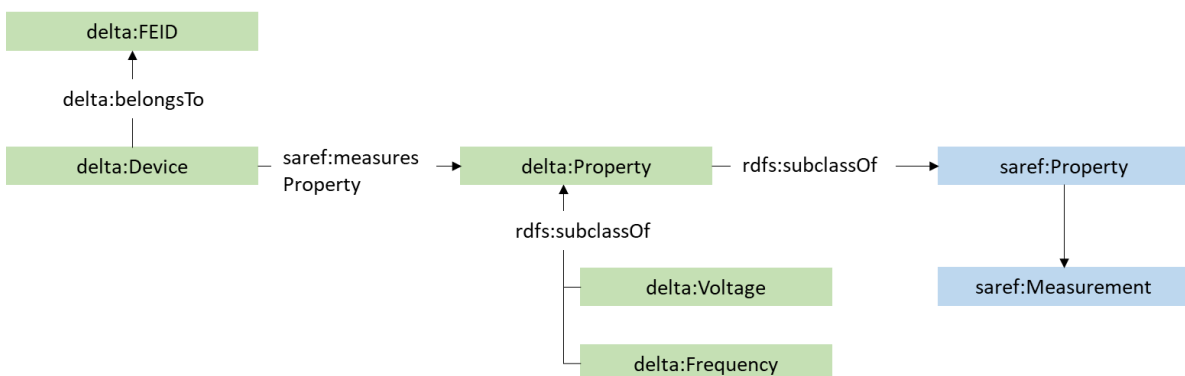 delta:FEID
delta:belongsTo
delta:Device
saref:measures
Property
delta:Property
rdfs:subclassOf
saref:Property
rdfs:subclassOf
delta:Voltage
saref:Measurement
delta:Frequency